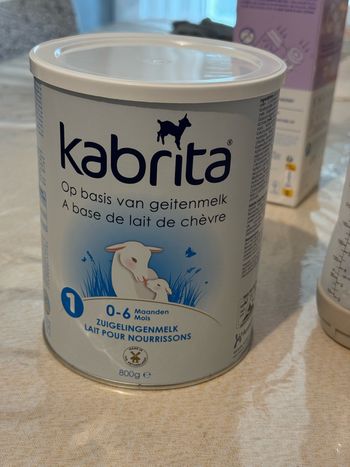 kabrita®
Op basis van geitenmelk
A base de lait de chèvre
1
0-6 Maanden
Mois
ZUIGELINGENMELK
LAIT POUR NOURRISSONS
800g e